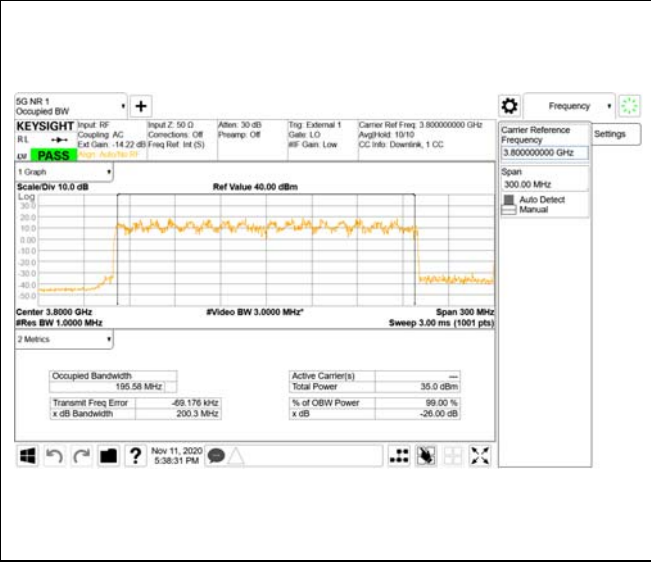 5G NR 1
Occupied BW
Frequency
KEYSIGHT
RL
PASS
Input: RF
Coupling: AC
Ext Gain: -14.22 dB
Align: Auto/No RF
Input Z: 50 Ω
Corrections: Off
Freq Ref: Int (S)
Atten: 30 dB
Preamp: Off
Trig: External 1
Gate: LO
#IF Gain: Low
Carrier Ref Freq: 3.800000000 GHz
Avg|Hold: 10/10
CC Info: Downlink, 1 CC
Carrier Reference
Frequency
3.800000000 GHz
Settings
Span
300.00 MHz
Auto Detect
Manual
1 Graph
Scale/Div 10.0 dB
Ref Value 40.00 dBm
Log
30.0
20.0
10.0
0.00
-10.0
-20.0
-30.0
-40.0
-50.0
Center 3.8000 GHz
#Video BW 3.0000 MHz*
Span 300 MHz
#Res BW 1.0000 MHz
Sweep 3.00 ms (1001 pts)
2 Metrics
Occupied Bandwidth
195.58 MHz
Transmit Freq Error -69.176 kHz
x dB Bandwidth 200.3 MHz
Active Carrier(s) —
Total Power 35.0 dBm
% of OBW Power 99.00 %
x dB -26.00 dB
?
Nov 11, 2020
5:38:31 PM